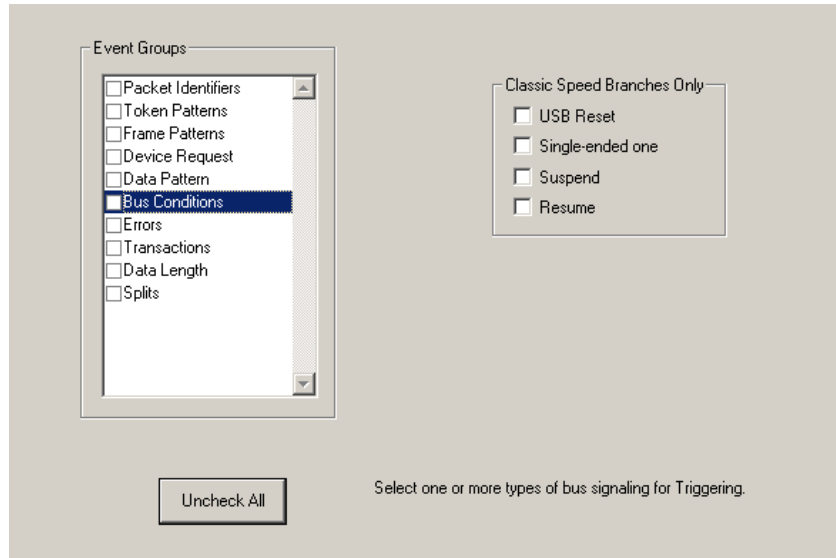 Event Groups
Packet Identifiers
Token Patterns
Frame Patterns
Device Request
Data Pattern
Bus Conditions
Errors
Transactions
Data Length
Splits
Classic Speed Branches Only
USB Reset
Single-ended one
Suspend
Resume
Uncheck All
Select one or more types of bus signaling for Triggering.